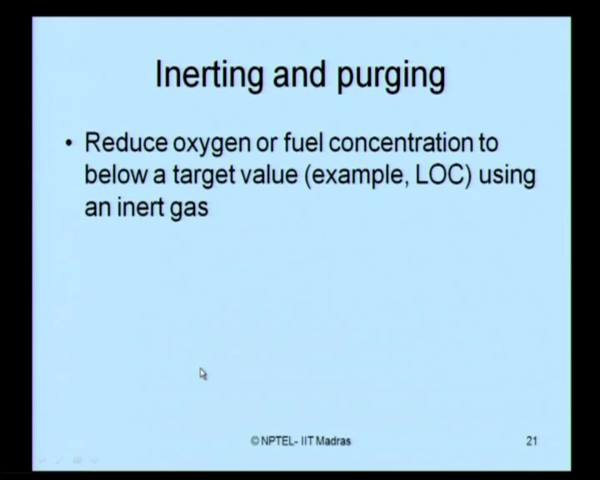 Inerting and purging
• Reduce oxygen or fuel concentration to
below a target value (example, LOC) using
an inert gas
© NPTEL- IIT Madras
21